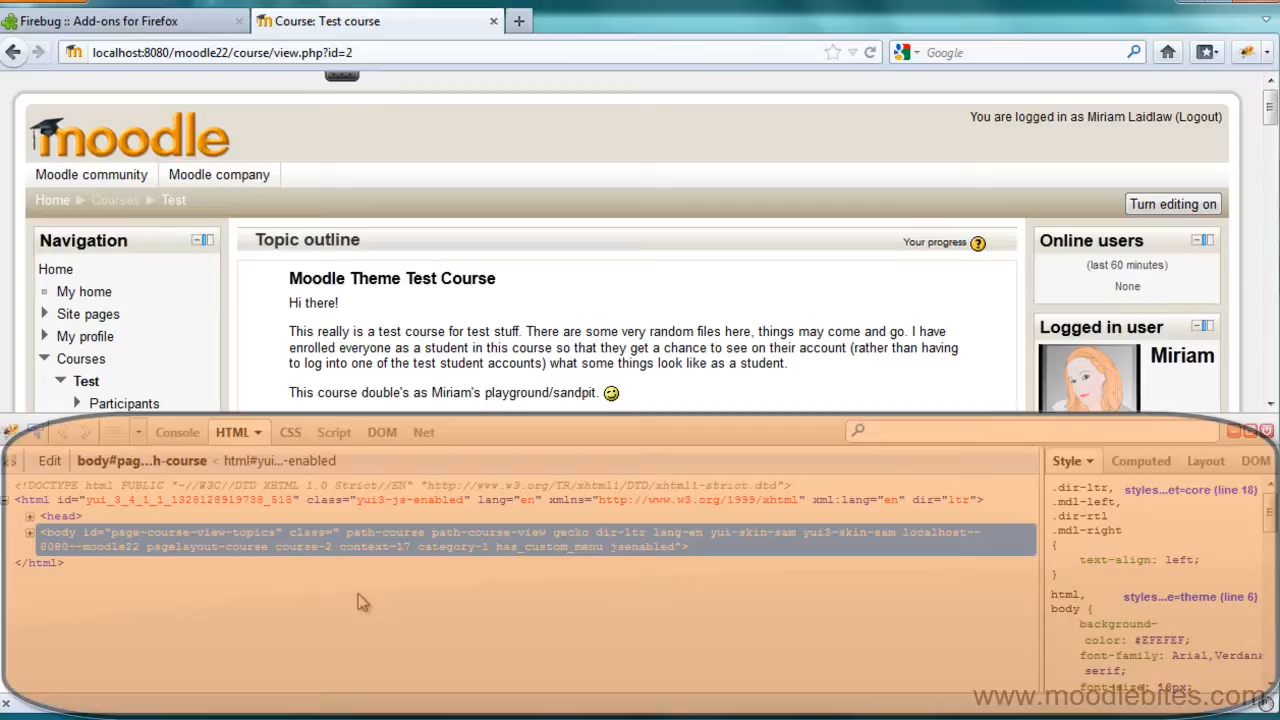 Firebug :: Add-ons for Firefox
Course: Test course
localhost:8080/moodle22/course/view.php?id=2
Google
moodle
You are logged in as Miriam Laidlaw (Logout)
Moodle community
Moodle company
Home ► Courses ► Test
Turn editing on
Navigation
Home
My home
Site pages
My profile
Courses
Test
Participants
Topic outline
Your progress
Moodle Theme Test Course
Hi there!
This really is a test course for test stuff. There are some very random files here, things may come and go. I have
enrolled everyone as a student in this course so that they get a chance to see on their account (rather than having
to log into one of the test student accounts) what some things look like as a student.
This course double's as Miriam's playground/sandpit.
Online users
(last 60 minutes)
None
Logged in user
Miriam
Console
HTML
CSS
Script
DOM
Net
Edit
body#pag...h-course < html#yui...-enabled
<!DOCTYPE html PUBLIC "-//W3C//DTD XHTML 1.0 Strict//EN" "http://www.w3.org/TR/xhtml1/DTD/xhtml1-strict.dtd">
<html id="yui_3_4_1_1_1328128919738_518" class="yui3-js-enabled" lang="en" xmlns="http://www.w3.org/1999/xhtml" xml:lang="en" dir="ltr">
<head>
<body id="page-course-view-topics" class=" path-course path-course-view gecko dir-ltr lang-en yui-skin-sam yui3-skin-sam localhost--
8080--moodle22 pagelayout-course course-2 context-17 category-1 has_custom_menu jsenabled">
</html>
Style
Computed
Layout
DOM
.dir-ltr,
styles...et=core (line 18)
.mdl-left,
.dir-rtl
.mdl-right
{
text-align: left;
}
html,
styles...e=theme (line 6)
body {
background-
color: #EFEFEF;
font-family: Arial,Verdana
serif;
font-size: 18px;
www.moodlebites.com